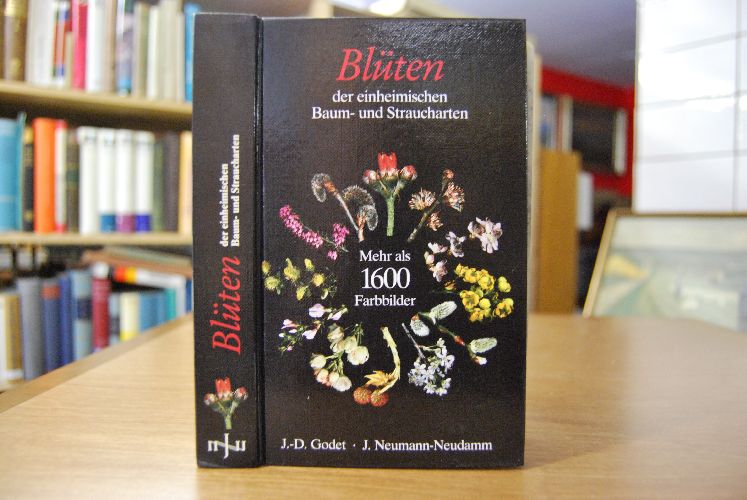 Blüten
der einheimischen
Baum- und Straucharten
Mehr als
1600
Farbbilder
J.-D. Godet · J. Neumann-Neudamm
Blüten
der einheimischen
Baum- und Straucharten